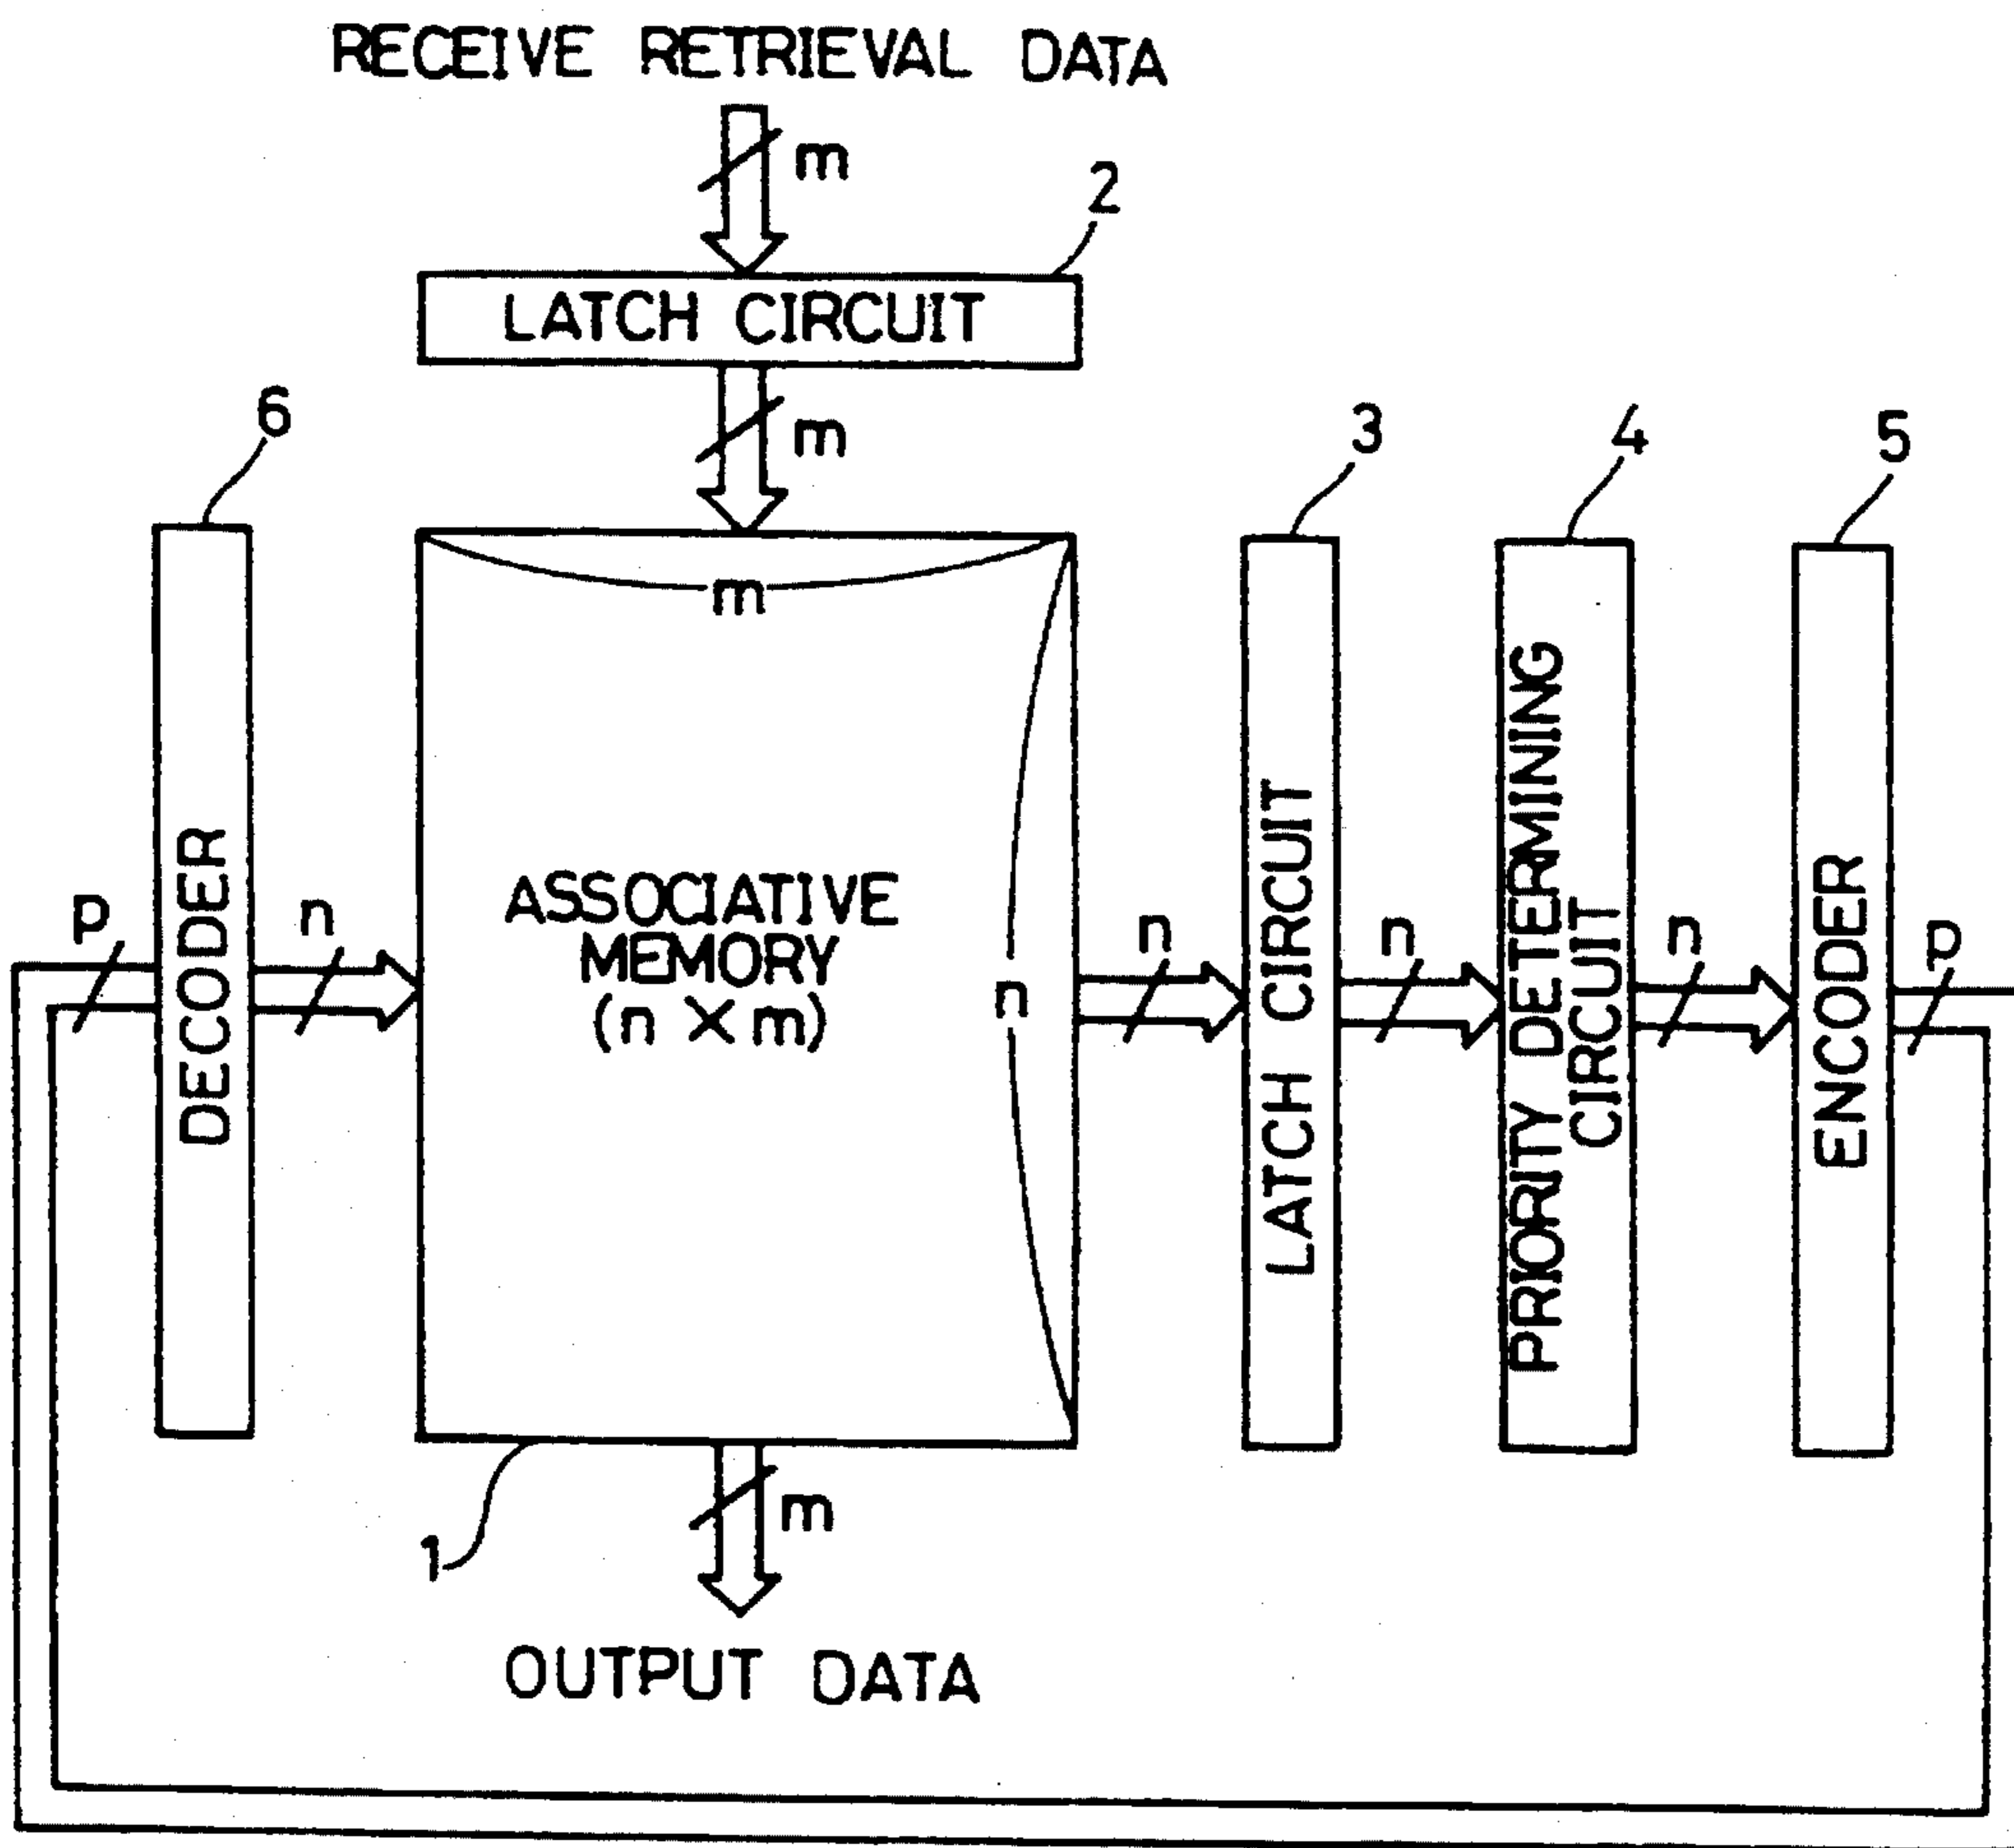 RECEIVE RETRIEVAL DATA
m
2
LATCH CIRCUIT
m
6
3
4
5
m
DECODER
ASSOCIATIVE
MEMORY
(n × m)
n
LATCH CIRCUIT
PRIORITY DETERMINING
CIRCUIT
ENCODER
P
n
n
n
n
P
1
m
OUTPUT DATA